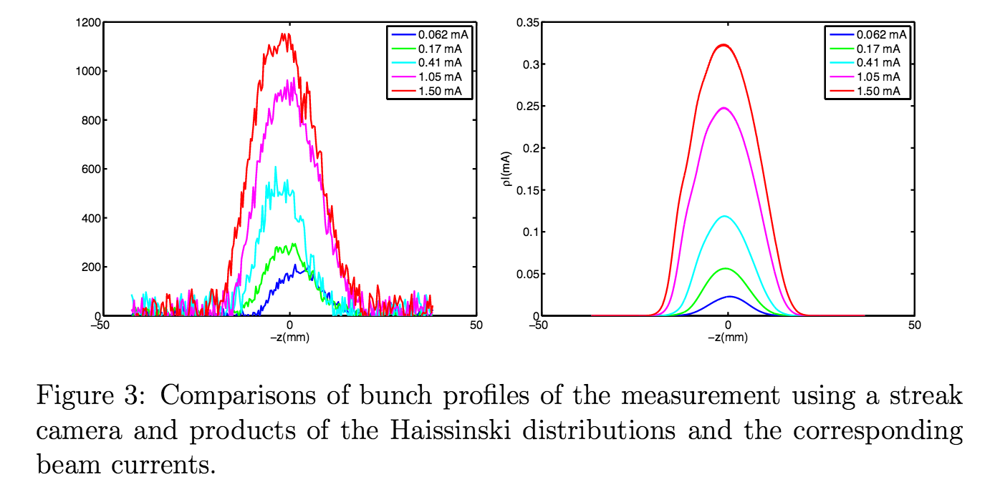 1200
1000
800
600
400
200
0
−50
0
50
−z(mm)
0.062 mA
0.17 mA
0.41 mA
1.05 mA
1.50 mA
0.35
0.3
0.25
0.2
0.15
0.1
0.05
0
ρI(mA)
−50
0
50
−z(mm)
0.062 mA
0.17 mA
0.41 mA
1.05 mA
1.50 mA
Figure 3: Comparisons of bunch profiles of the measurement using a streak
camera and products of the Haissinski distributions and the corresponding
beam currents.